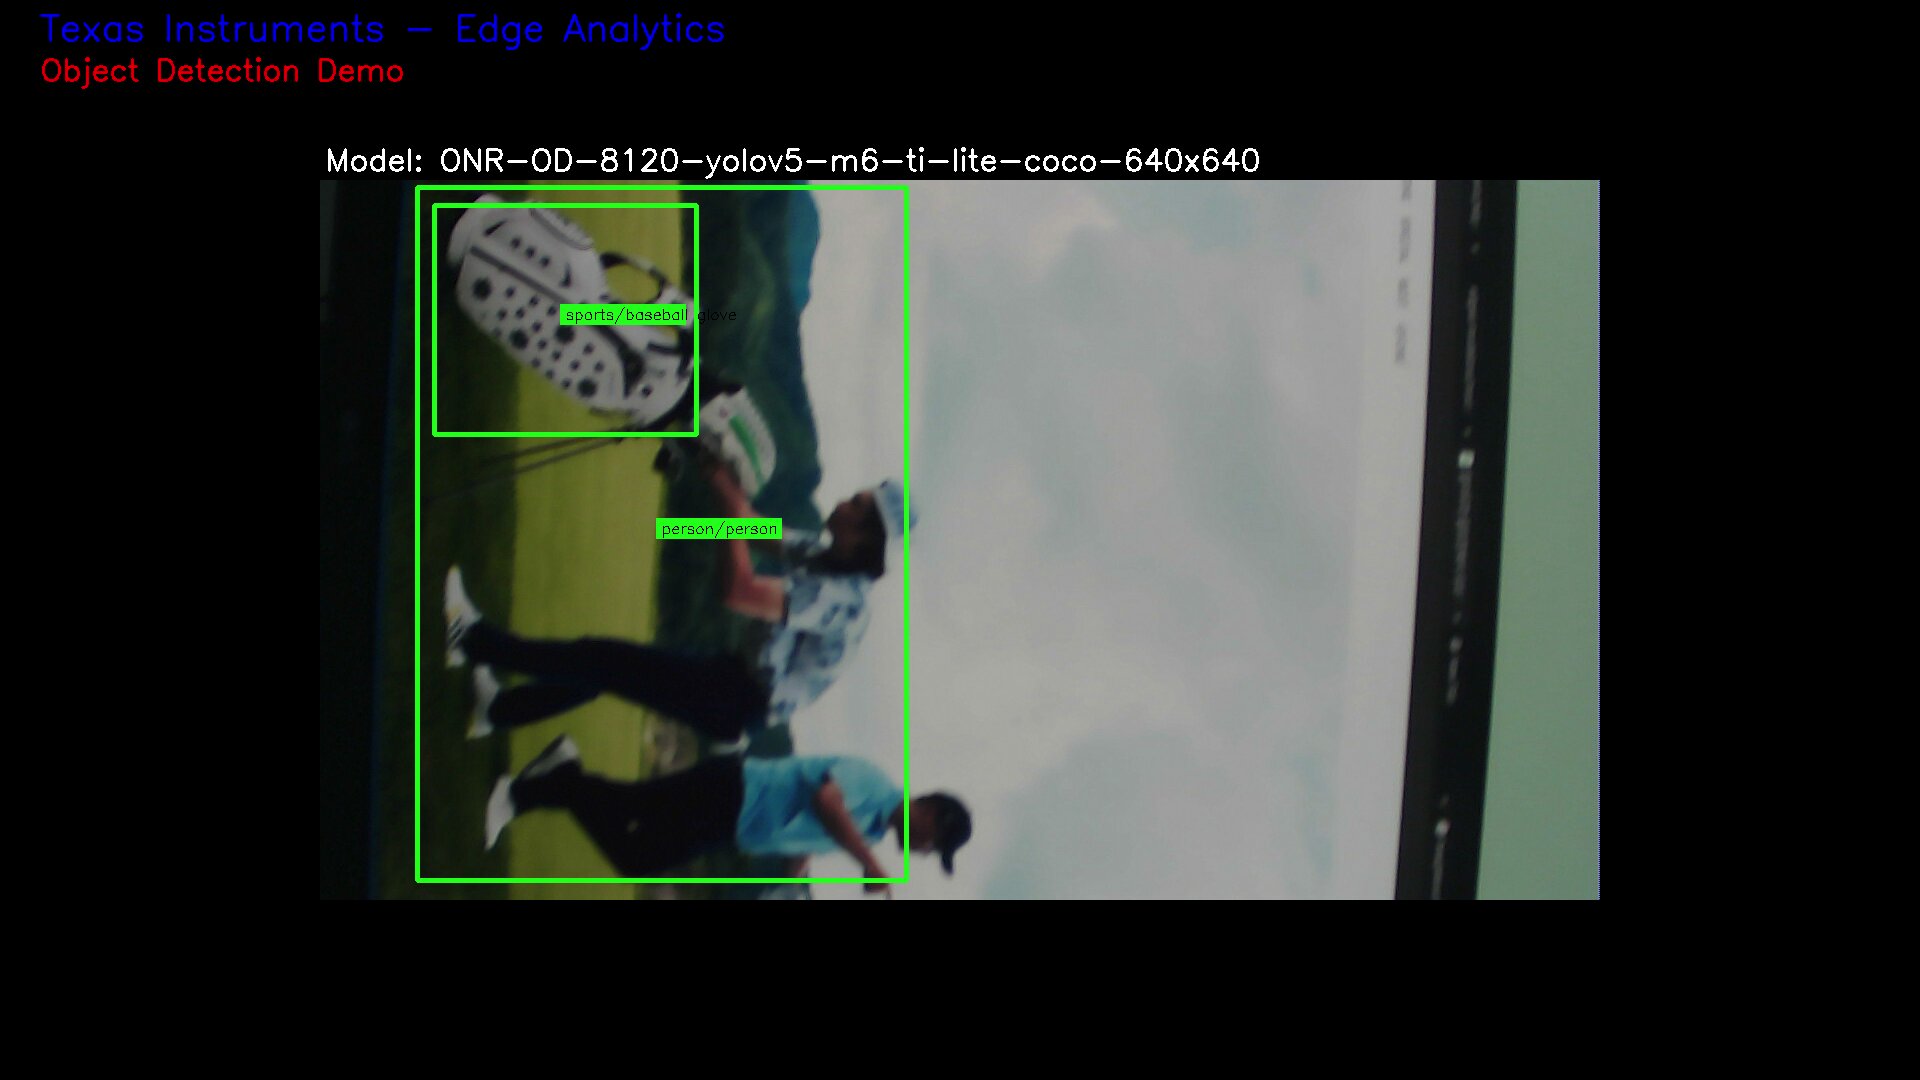 Texas Instruments – Edge Analytics
Object Detection Demo
Model: ONR-OD-8120-yolov5-m6-ti-lite-coco-640x640
sports/baseball glove
person/person